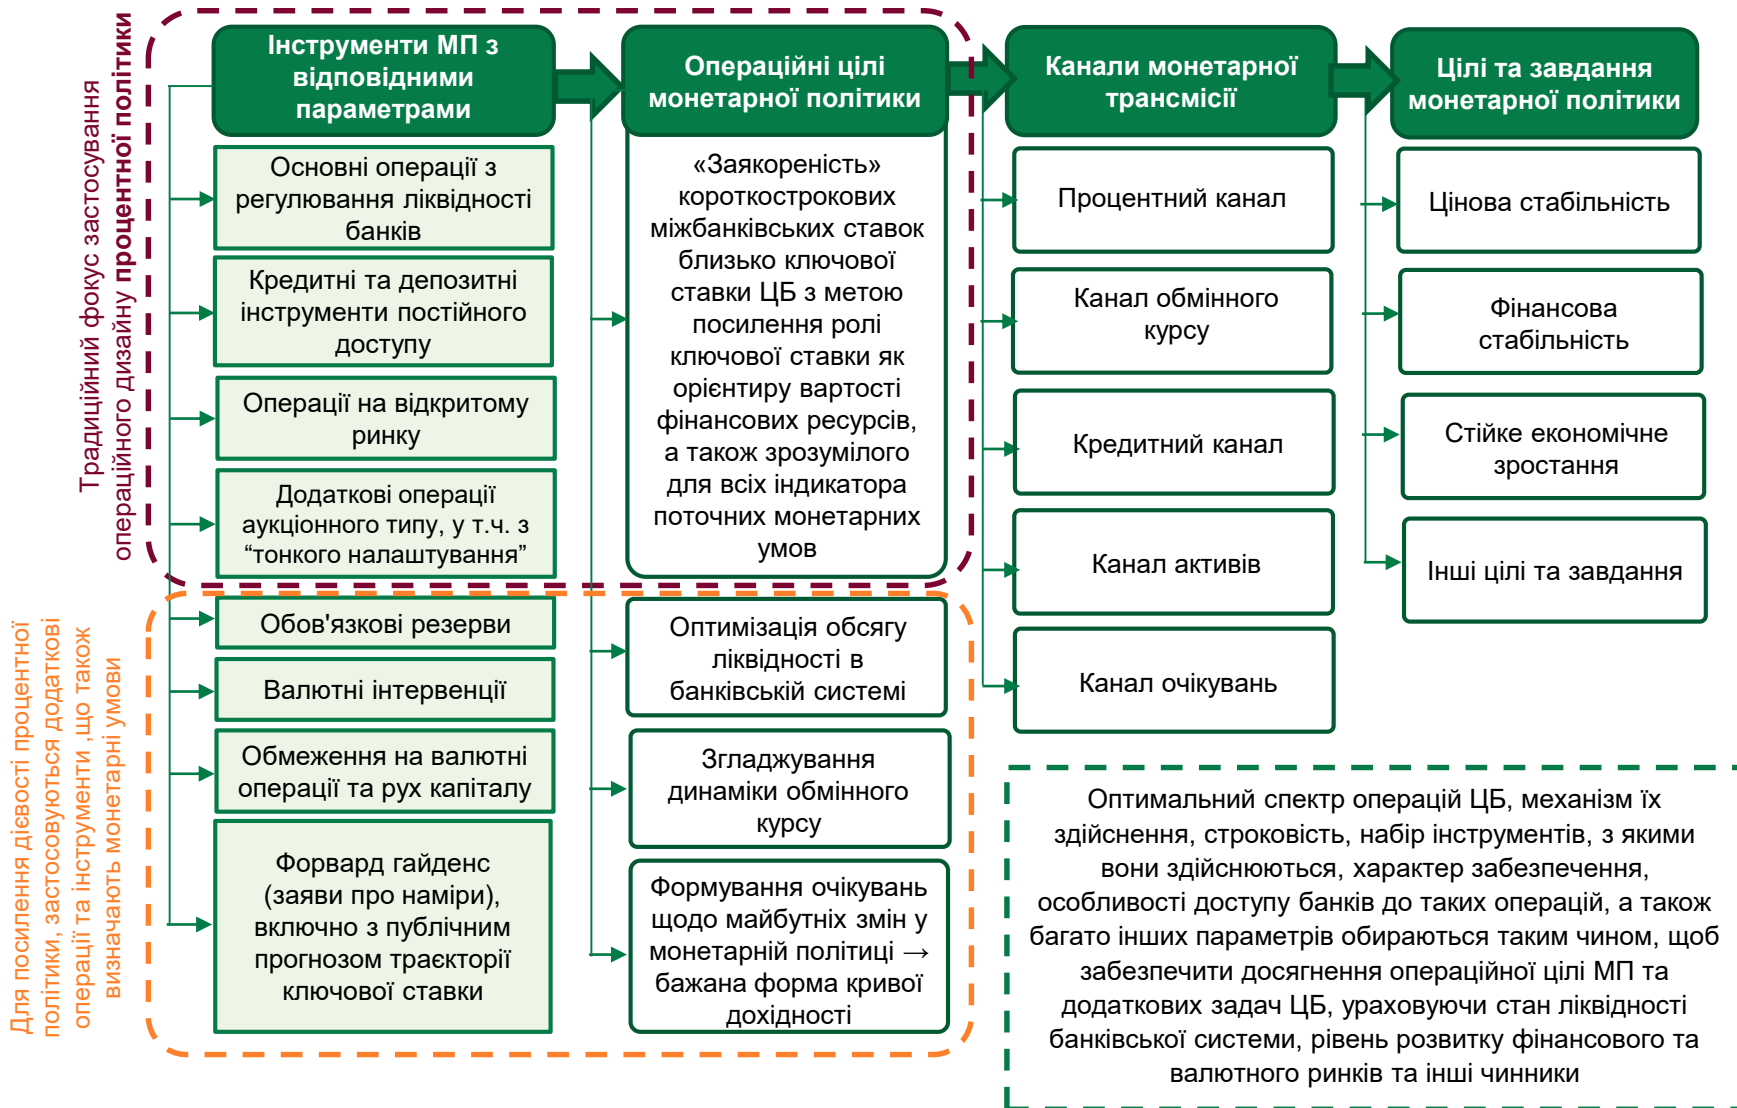 Традиційний фокус застосування
операційного дизайну процентної політики
Для посилення дієвості процентної
політики, застосовуються додаткові
операції та інструменти ,що також
визначають монетарні умови
Інструменти МП з
відповідними
параметрами
Основні операції з
регулювання ліквідності
банків
Кредитні та депозитні
інструменти постійного
доступу
Операції на відкритому
ринку
Додаткові операції
аукціонного типу, у т.ч. з
“тонкого налаштування”
Обов'язкові резерви
Валютні інтервенції
Обмеження на валютні
операції та рух капіталу
Форвард гайденс
(заяви про наміри),
включно з публічним
прогнозом траєкторії
ключової ставки
Операційні цілі
монетарної політики
«Заякореність»
короткострокових
міжбанківських ставок
близько ключової
ставки ЦБ з метою
посилення ролі
ключової ставки як
орієнтиру вартості
фінансових ресурсів,
а також зрозумілого
для всіх індикатора
поточних монетарних
умов
Оптимізація обсягу
ліквідності в
банківській системі
Згладжування
динаміки обмінного
курсу
Формування очікувань
щодо майбутніх змін у
монетарній політиці →
бажана форма кривої
дохідності
Канали монетарної
трансмісії
Процентний канал
Канал обмінного
курсу
Кредитний канал
Канал активів
Канал очікувань
Цілі та завдання
монетарної політики
Цінова стабільність
Фінансова
стабільність
Стійке економічне
зростання
Інші цілі та завдання
Оптимальний спектр операцій ЦБ, механізм їх
здійснення, строковість, набір інструментів, з якими
вони здійснюються, характер забезпечення,
особливості доступу банків до таких операцій, а також
багато інших параметрів обираються таким чином, щоб
забезпечити досягнення операційної цілі МП та
додаткових задач ЦБ, ураховуючи стан ліквідності
банківської системи, рівень розвитку фінансового та
валютного ринків та інші чинники